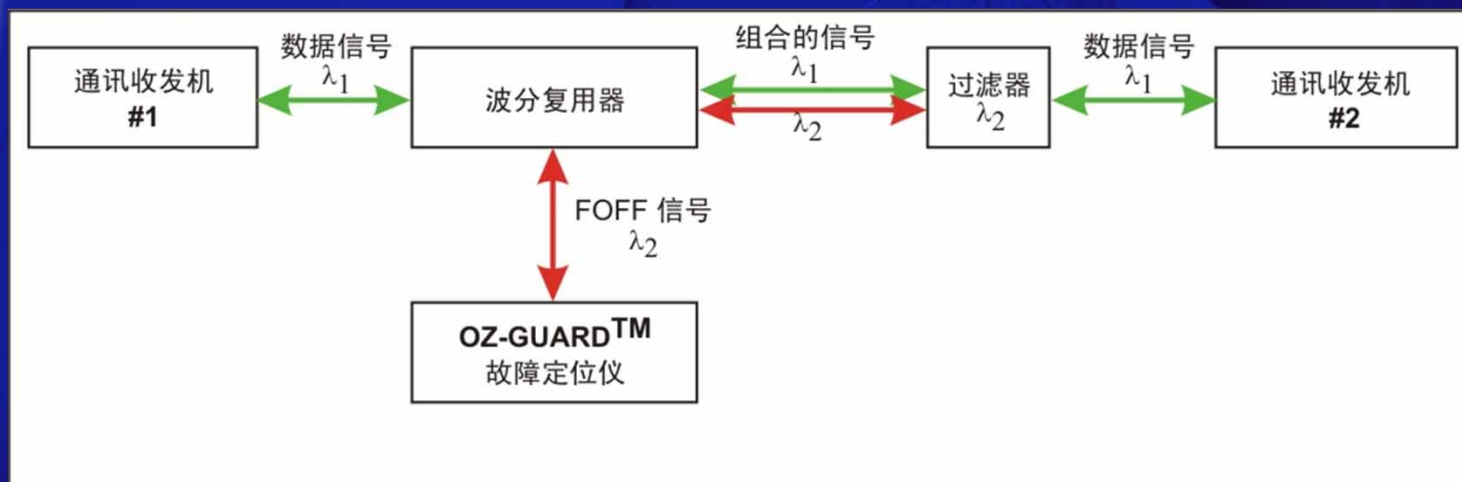 通讯收发机
#1
数据信号
λ1
波分复用器
组合的信号
λ1
λ2
过滤器
λ2
数据信号
λ1
通讯收发机
#2
FOFF 信号
λ2
OZ-GUARD™
故障定位仪